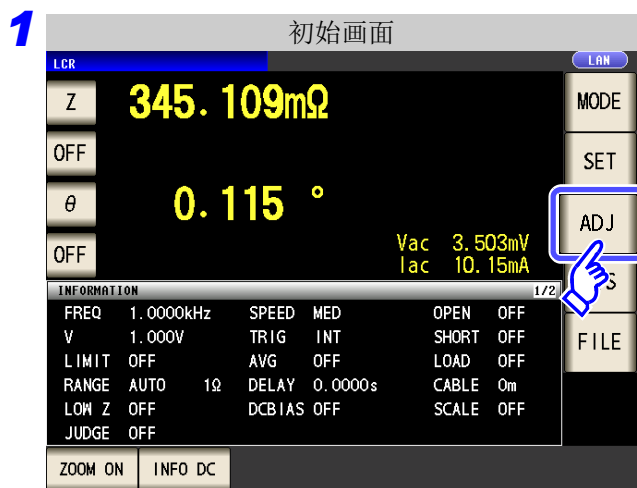 1
初始画面
LCR
LAN
Z 345.109mΩ
MODE
OFF
SET
θ 0.115 °
ADJ
OFF
Vac 3.503mV
Iac 10.15mA
INFORMATION 1/2
FREQ 1.0000kHz SPEED MED OPEN OFF
V 1.000V TRIG INT SHORT OFF
FILE
LIMIT OFF AVG OFF LOAD OFF
RANGE AUTO 1Ω DELAY 0.0000s CABLE 0m
LOW Z OFF DCBIAS OFF SCALE OFF
JUDGE OFF
ZOOM ON INFO DC